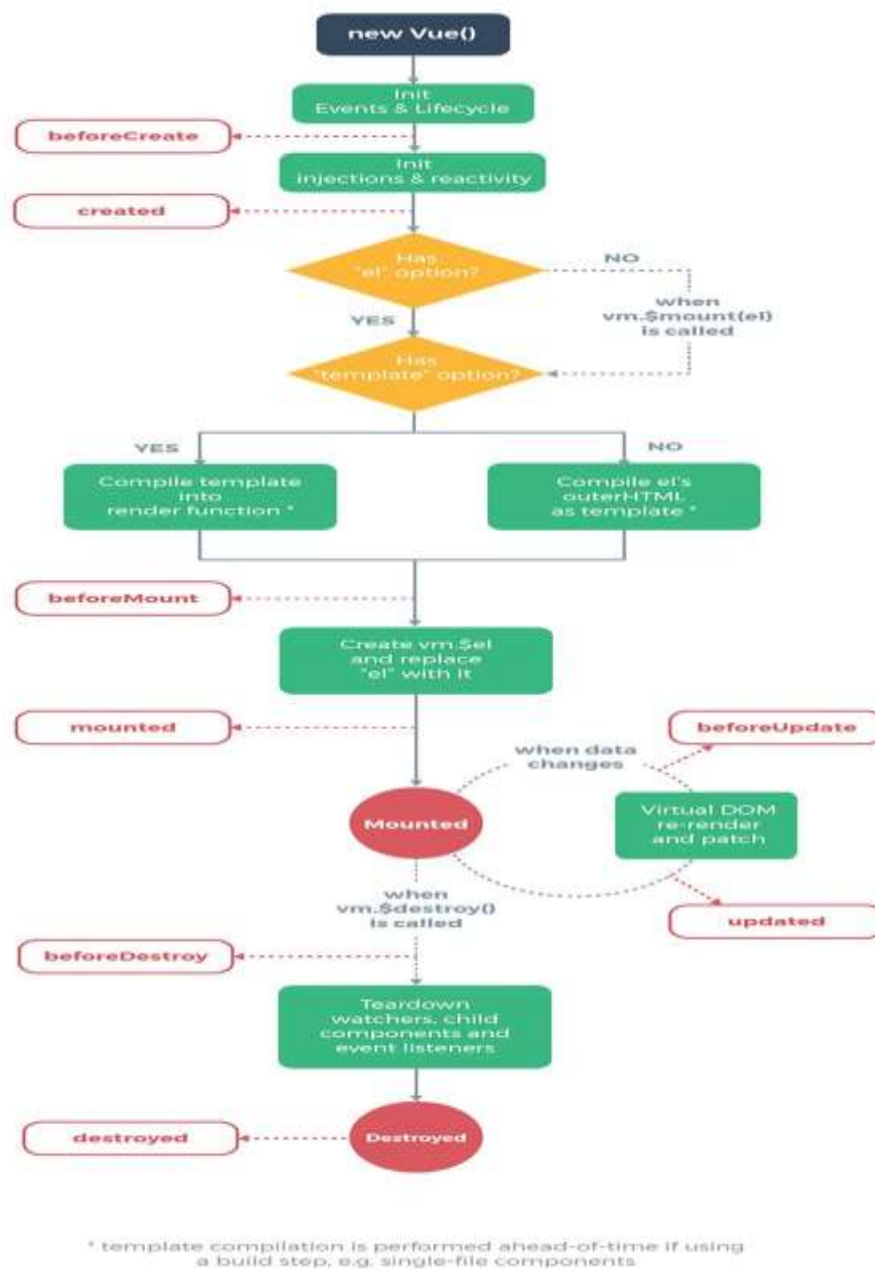 new Vue()
Init
Events & Lifecycle
beforeCreate
Init
injections & reactivity
created
Has
"el" option?
NO
when
vm.$mount(el)
is called
YES
Has
"template" option?
YES
NO
Compile template
into
render function *
Compile el's
outerHTML
as template *
beforeMount
Create vm.$el
and replace
"el" with it
mounted
beforeUpdate
when data
changes
Mounted
Virtual DOM
re-render
and patch
when
vm.$destroy()
is called
updated
beforeDestroy
Teardown
watchers, child
components and
event listeners
destroyed
Destroyed
* template compilation is performed ahead-of-time if using
a build step, e.g. single-file components